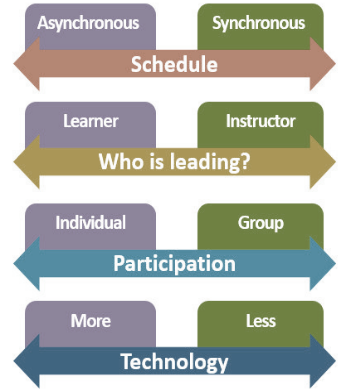 Asynchronous Synchronous
Schedule
Learner Instructor
Who is leading?
Individual Group
Participation
More Less
Technology